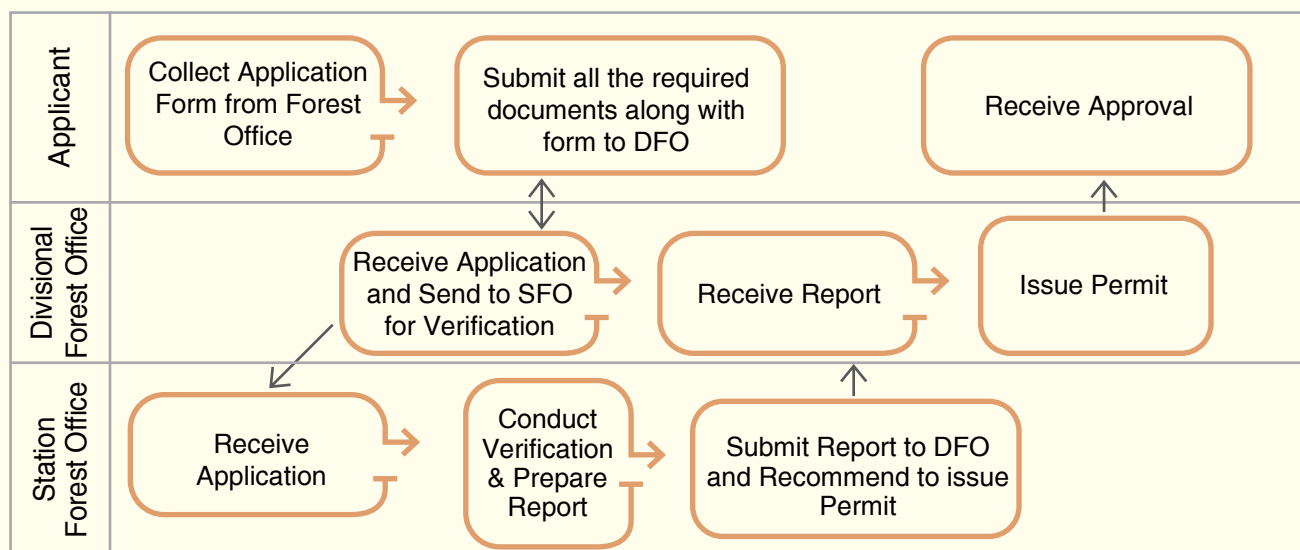 Applicant
Collect Application
Form from Forest
Office
Submit all the required
documents along with
form to DFO
Receive Approval
Divisional
Forest Office
Receive Application
and Send to SFO
for Verification
Receive Report
Issue Permit
Station
Forest Office
Receive
Application
Conduct
Verification
& Prepare
Report
Submit Report to DFO
and Recommend to issue
Permit